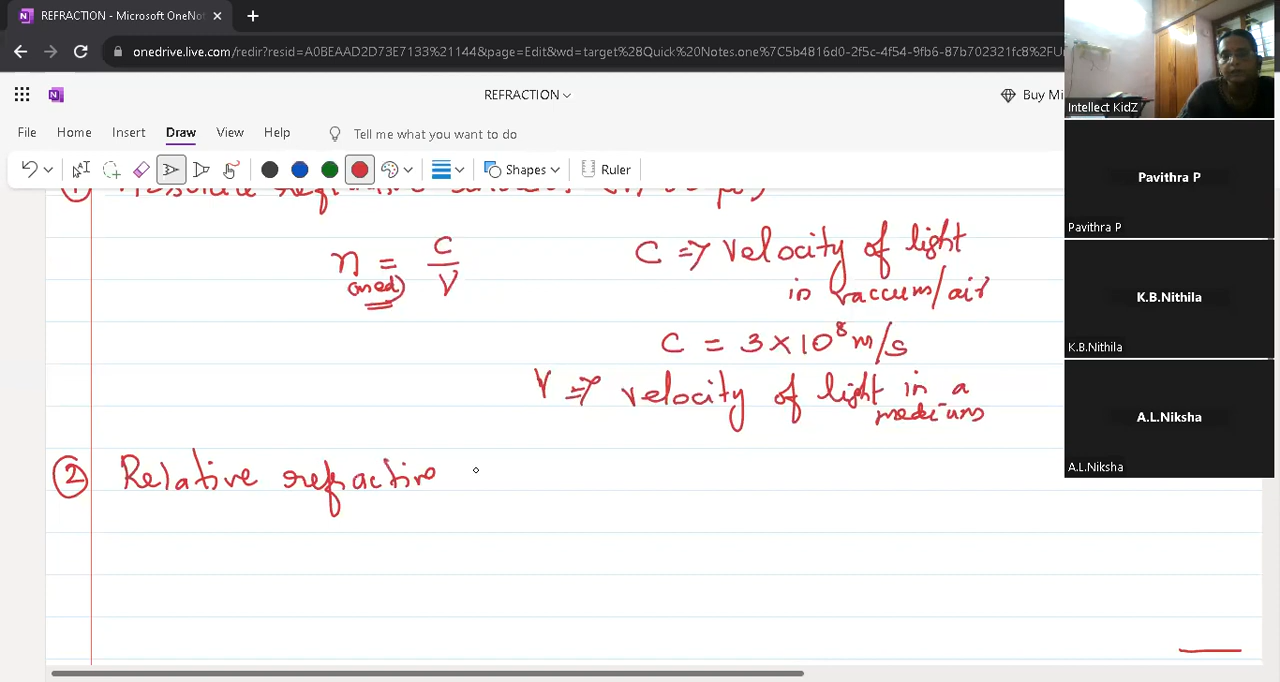 REFRACTION - Microsoft OneNot
onedrive.live.com/redir?resid=A0BEAAD2D73E7133%21144&page=Edit&wd=target%28Quick%20Notes.one%7C5b4816d0-2f5c-4f54-9fb6-87b702321fc8%2FU
REFRACTION
Buy Mi
File Home Insert Draw View Help Tell me what you want to do
Shapes Ruler
n(med) = C/V
C => velocity of light
in vaccum/air
C = 3×10⁸ m/s
V => velocity of light in a
medium
② Relative refractive
Intellect KidZ
Pavithra P
Pavithra P
K.B.Nithila
K.B.Nithila
A.L.Niksha
A.L.Niksha